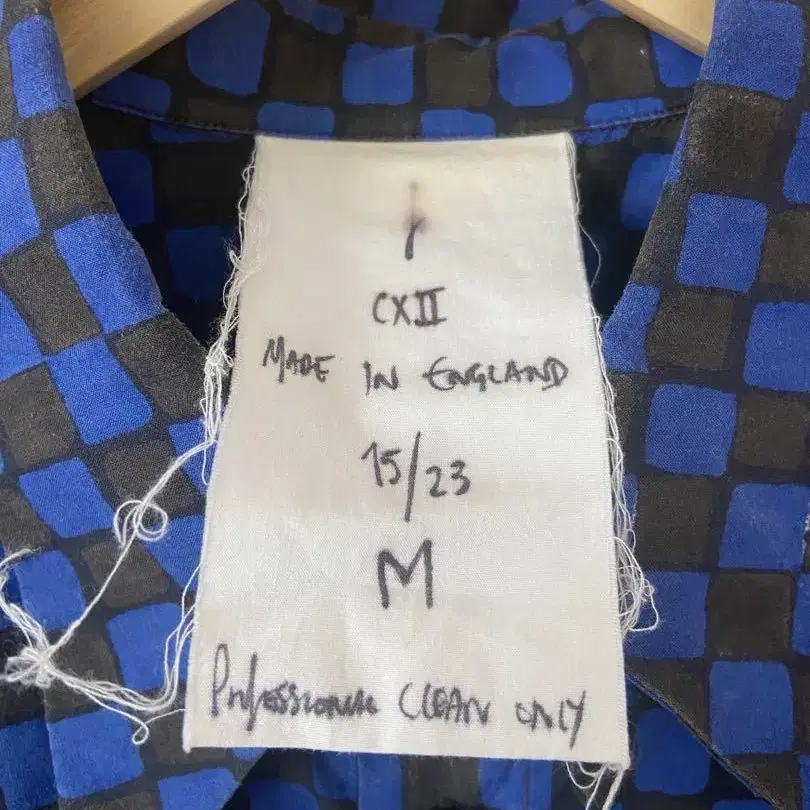 CXII
MADE IN ENGLAND
15/23
M
PROFESSIONAL CLEAN ONLY